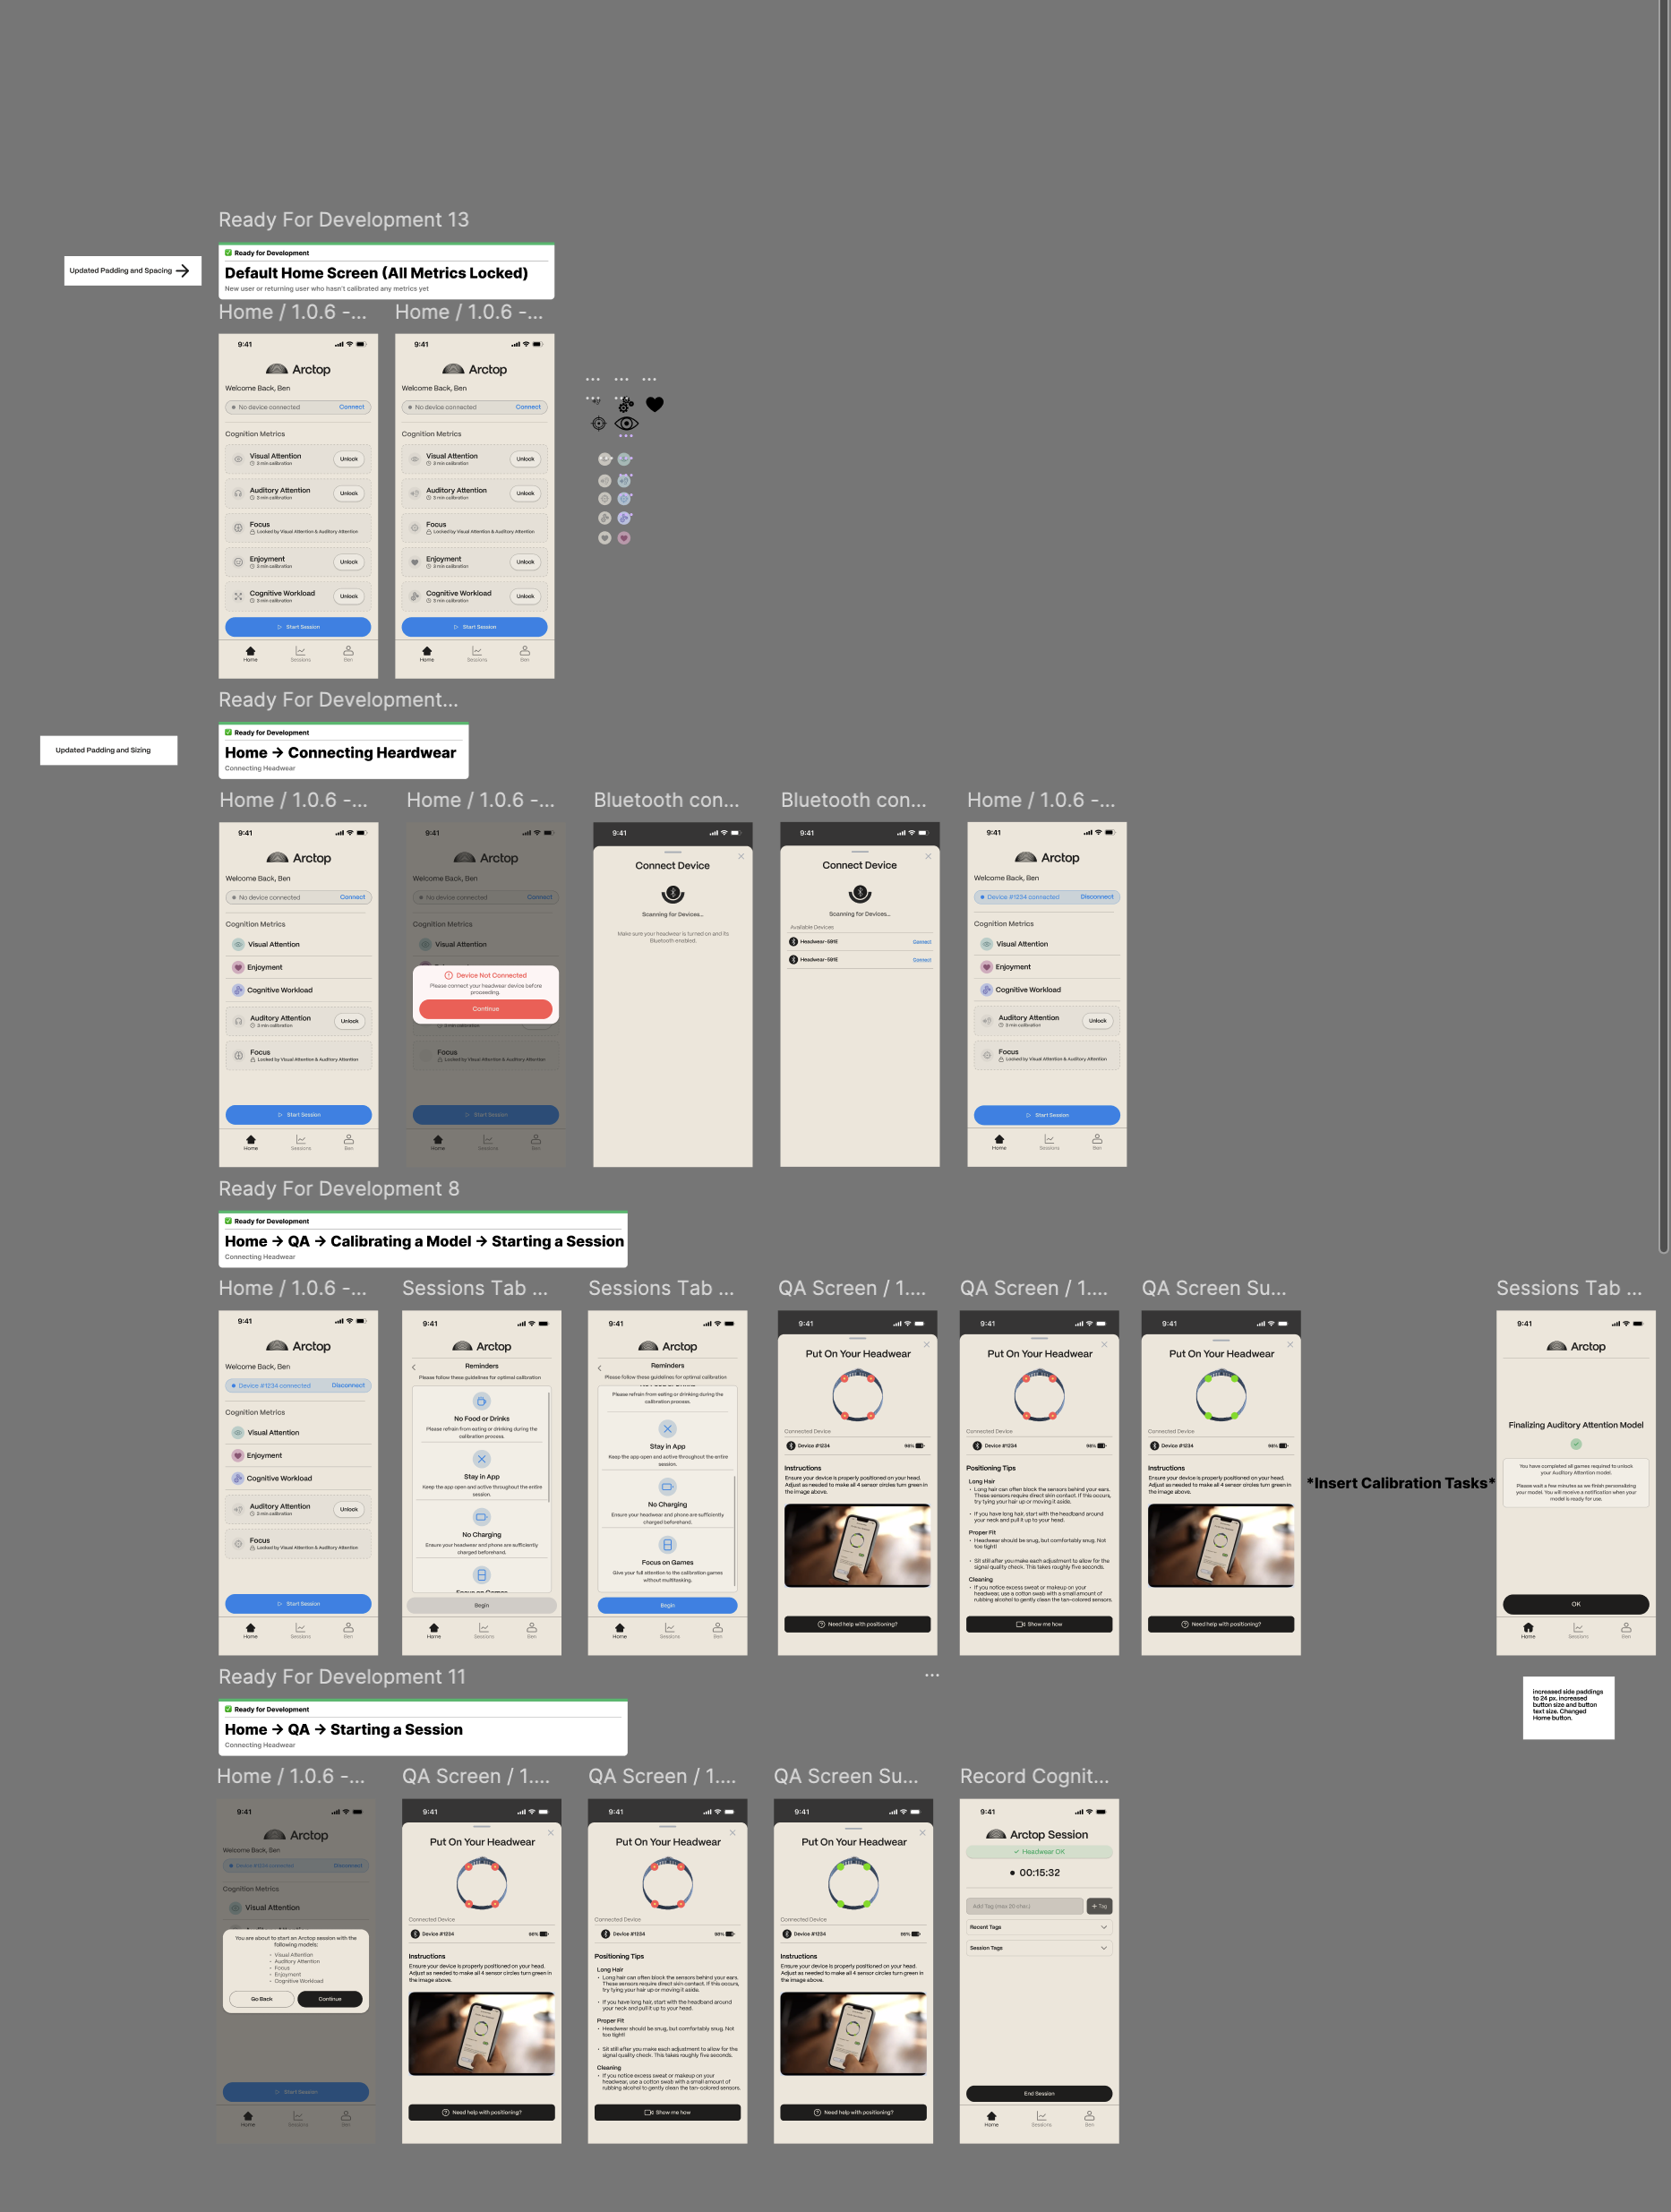 Ready For Development 13
Updated Padding and Spacing →
✅ Ready for Development
Default Home Screen (All Metrics Locked)
New user or returning user who hasn't calibrated any metrics yet
Home / 1.0.6 -...
9:41
Arctop
Welcome Back, Ben
No device connected
Connect
Cognition Metrics
Visual Attention
3 min calibration
Unlock
Auditory Attention
3 min calibration
Unlock
Focus
Locked by Visual Attention & Auditory Attention
Enjoyment
3 min calibration
Unlock
Cognitive Workload
3 min calibration
Unlock
Start Session
Home
Sessions
Ben
Home / 1.0.6 -...
9:41
Arctop
Welcome Back, Ben
No device connected
Connect
Cognition Metrics
Visual Attention
3 min calibration
Unlock
Auditory Attention
3 min calibration
Unlock
Focus
Locked by Visual Attention & Auditory Attention
Enjoyment
3 min calibration
Unlock
Cognitive Workload
3 min calibration
Unlock
Start Session
Home
Sessions
Ben
Ready For Development...
Updated Padding and Sizing
✅ Ready for Development
Home → Connecting Heardwear
Connecting Headwear
Home / 1.0.6 -...
9:41
Arctop
Welcome Back, Ben
No device connected
Connect
Cognition Metrics
Visual Attention
Enjoyment
Cognitive Workload
Auditory Attention
3 min calibration
Unlock
Focus
Locked by Visual Attention & Auditory Attention
Start Session
Home
Sessions
Ben
Home / 1.0.6 -...
9:41
Arctop
Welcome Back, Ben
No device connected
Connect
Cognition Metrics
Visual Attention
Device Not Connected
Please connect your headwear device before
proceeding.
Continue
Focus
Locked by Visual Attention & Auditory Attention
Start Session
Home
Sessions
Ben
Bluetooth con...
9:41
Connect Device
Scanning for Devices...
Make sure your headwear is turned on and its
Bluetooth enabled.
Bluetooth con...
9:41
Connect Device
Scanning for Devices...
Available Devices
Headwear-591E
Connect
Headwear-591E
Connect
Home / 1.0.6 -...
9:41
Arctop
Welcome Back, Ben
Device #1234 connected
Disconnect
Cognition Metrics
Visual Attention
Enjoyment
Cognitive Workload
Auditory Attention
3 min calibration
Unlock
Focus
Locked by Visual Attention & Auditory Attention
Start Session
Home
Sessions
Ben
Ready For Development 8
✅ Ready for Development
Home → QA → Calibrating a Model → Starting a Session
Connecting Headwear
Home / 1.0.6 -...
9:41
Arctop
Welcome Back, Ben
Device #1234 connected
Disconnect
Cognition Metrics
Visual Attention
Enjoyment
Cognitive Workload
Auditory Attention
3 min calibration
Unlock
Focus
Locked by Visual Attention & Auditory Attention
Start Session
Home
Sessions
Ben
Sessions Tab ...
9:41
Arctop
Reminders
Please follow these guidelines for optimal calibration
No Food or Drinks
Please refrain from eating or drinking during the
calibration process.
Stay in App
Keep the app open and active throughout the entire
session.
No Charging
Ensure your headwear and phone are sufficiently
charged beforehand.
Focus on Games
Begin
Home
Sessions
Ben
Sessions Tab ...
9:41
Arctop
Reminders
Please follow these guidelines for optimal calibration
No Food or Drinks
Please refrain from eating or drinking during the
calibration process.
Stay in App
Keep the app open and active throughout the entire
session.
No Charging
Ensure your headwear and phone are sufficiently
charged beforehand.
Focus on Games
Give your full attention to the calibration games
without multitasking.
Begin
Home
Sessions
Ben
QA Screen / 1....
9:41
Put On Your Headwear
Connected Device
Device #1234
98%
Instructions
Ensure your device is properly positioned on your head.
Adjust as needed to make all 4 sensor circles turn green in
the image above.
Need help with positioning?
QA Screen / 1....
9:41
Put On Your Headwear
Connected Device
Device #1234
98%
Positioning Tips
Long Hair
• Long hair can often block the sensors behind your ears.
These sensors require direct skin contact. If this occurs,
try tying your hair up or moving it aside.
• If you have long hair, start with the headband around
your neck and pull it up to your head.
Proper Fit
• Headwear should be snug, but comfortably snug. Not
too tight!
• Sit still after you make each adjustment to allow for the
signal quality check. This takes roughly five seconds.
Cleaning
• If you notice excess sweat or makeup on your
headwear, use a cotton swab with a small amount of
rubbing alcohol to gently clean the tan-colored sensors.
Show me how
QA Screen Su...
9:41
Put On Your Headwear
Connected Device
Device #1234
98%
Instructions
Ensure your device is properly positioned on your head.
Adjust as needed to make all 4 sensor circles turn green in
the image above.
Need help with positioning?
*Insert Calibration Tasks*
Sessions Tab ...
9:41
Arctop
Finalizing Auditory Attention Model
You have completed all games required to unlock
your Auditory Attention model.
Please wait a few minutes as we finish personalizing
your model. You will receive a notification when your
model is ready for use.
OK
Home
Sessions
Ben
increased side paddings
to 24 px. increased
button size and button
text size. Changed
Home button.
Ready For Development 11
✅ Ready for Development
Home → QA → Starting a Session
Connecting Headwear
Home / 1.0.6 -...
9:41
Arctop
Welcome Back, Ben
Device #1234 connected
Disconnect
Cognition Metrics
Visual Attention
You are about to start an Arctop session with the
following models:
• Visual Attention
• Auditory Attention
• Focus
• Enjoyment
• Cognitive Workload
Go Back
Continue
Start Session
Home
Sessions
Ben
QA Screen / 1....
9:41
Put On Your Headwear
Connected Device
Device #1234
98%
Instructions
Ensure your device is properly positioned on your head.
Adjust as needed to make all 4 sensor circles turn green in
the image above.
Need help with positioning?
QA Screen / 1....
9:41
Put On Your Headwear
Connected Device
Device #1234
98%
Positioning Tips
Long Hair
• Long hair can often block the sensors behind your ears.
These sensors require direct skin contact. If this occurs,
try tying your hair up or moving it aside.
• If you have long hair, start with the headband around
your neck and pull it up to your head.
Proper Fit
• Headwear should be snug, but comfortably snug. Not
too tight!
• Sit still after you make each adjustment to allow for the
signal quality check. This takes roughly five seconds.
Cleaning
• If you notice excess sweat or makeup on your
headwear, use a cotton swab with a small amount of
rubbing alcohol to gently clean the tan-colored sensors.
Show me how
QA Screen Su...
9:41
Put On Your Headwear
Connected Device
Device #1234
98%
Instructions
Ensure your device is properly positioned on your head.
Adjust as needed to make all 4 sensor circles turn green in
the image above.
Need help with positioning?
Record Cognit...
9:41
Arctop Session
Headwear OK
00:15:32
Add Tag (max 20 char.)
+ Tag
Recent Tags
Session Tags
End Session
Home
Sessions
Ben